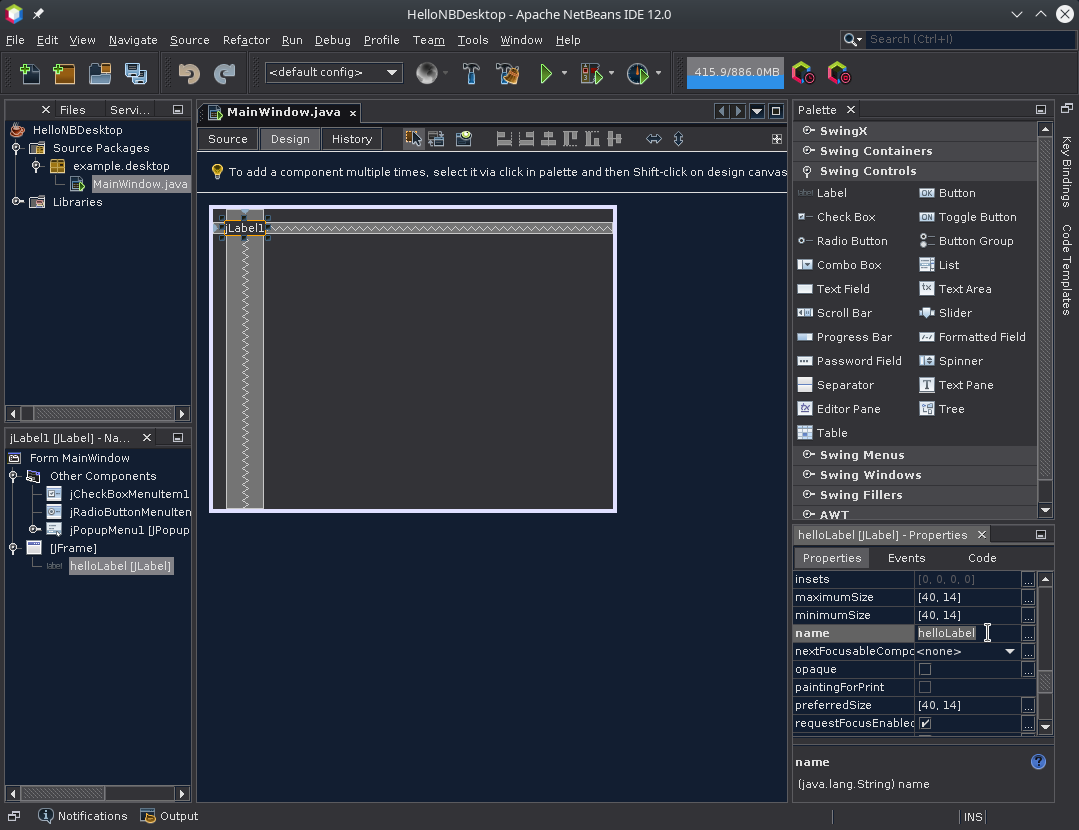 HelloNBDesktop - Apache NetBeans IDE 12.0
File Edit View Navigate Source Refactor Run Debug Profile Team Tools Window Help
Search (Ctrl+I)
<default config>
415.9/886.0MB
Files Servi...
HelloNBDesktop
Source Packages
example.desktop
MainWindow.java
Libraries
jLabel1 [JLabel] - Na...
Form MainWindow
Other Components
jCheckBoxMenuItem1
jRadioButtonMenuIten
jPopupMenu1 [JPopup
[JFrame]
label helloLabel [JLabel]
MainWindow.java
Source Design History
To add a component multiple times, select it via click in palette and then Shift-click on design canvas
jLabel1
Palette
SwingX
Swing Containers
Swing Controls
label Label OK Button
Check Box ON Toggle Button
Radio Button Button Group
Combo Box List
Text Field tx Text Area
Scroll Bar Slider
Progress Bar Formatted Field
Password Field Spinner
Separator T Text Pane
Editor Pane Tree
Table
Swing Menus
Swing Windows
Swing Fillers
AWT
Key Bindings
Code Templates
helloLabel [JLabel] - Properties
Properties Events Code
insets [0, 0, 0, 0] ...
maximumSize [40, 14] ...
minimumSize [40, 14] ...
name helloLabel ...
nextFocusableCompo <none> ...
opaque ...
paintingForPrint
preferredSize [40, 14] ...
requestFocusEnabled ...
name
?
(java.lang.String) name
Notifications Output
INS